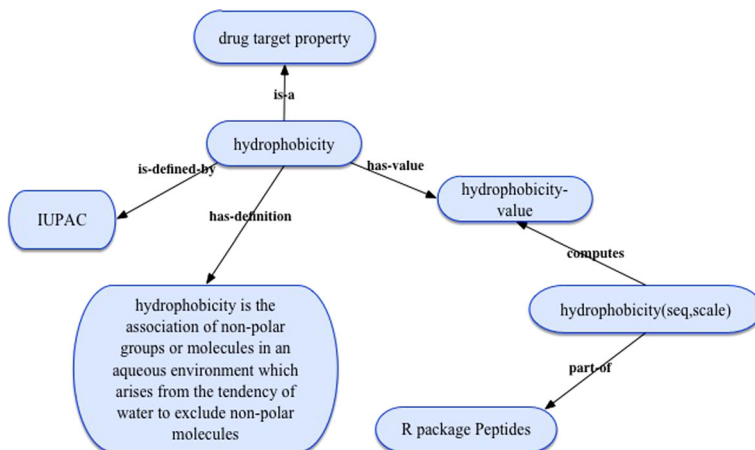 drug target property
is-a
hydrophobicity
is-defined-by
has-value
IUPAC
has-definition
hydrophobicity-
value
computes
hydrophobicity is the
association of non-polar
groups or molecules in an
aqueous environment which
arises from the tendency of
water to exclude non-polar
molecules
hydrophobicity(seq,scale)
part-of
R package Peptides